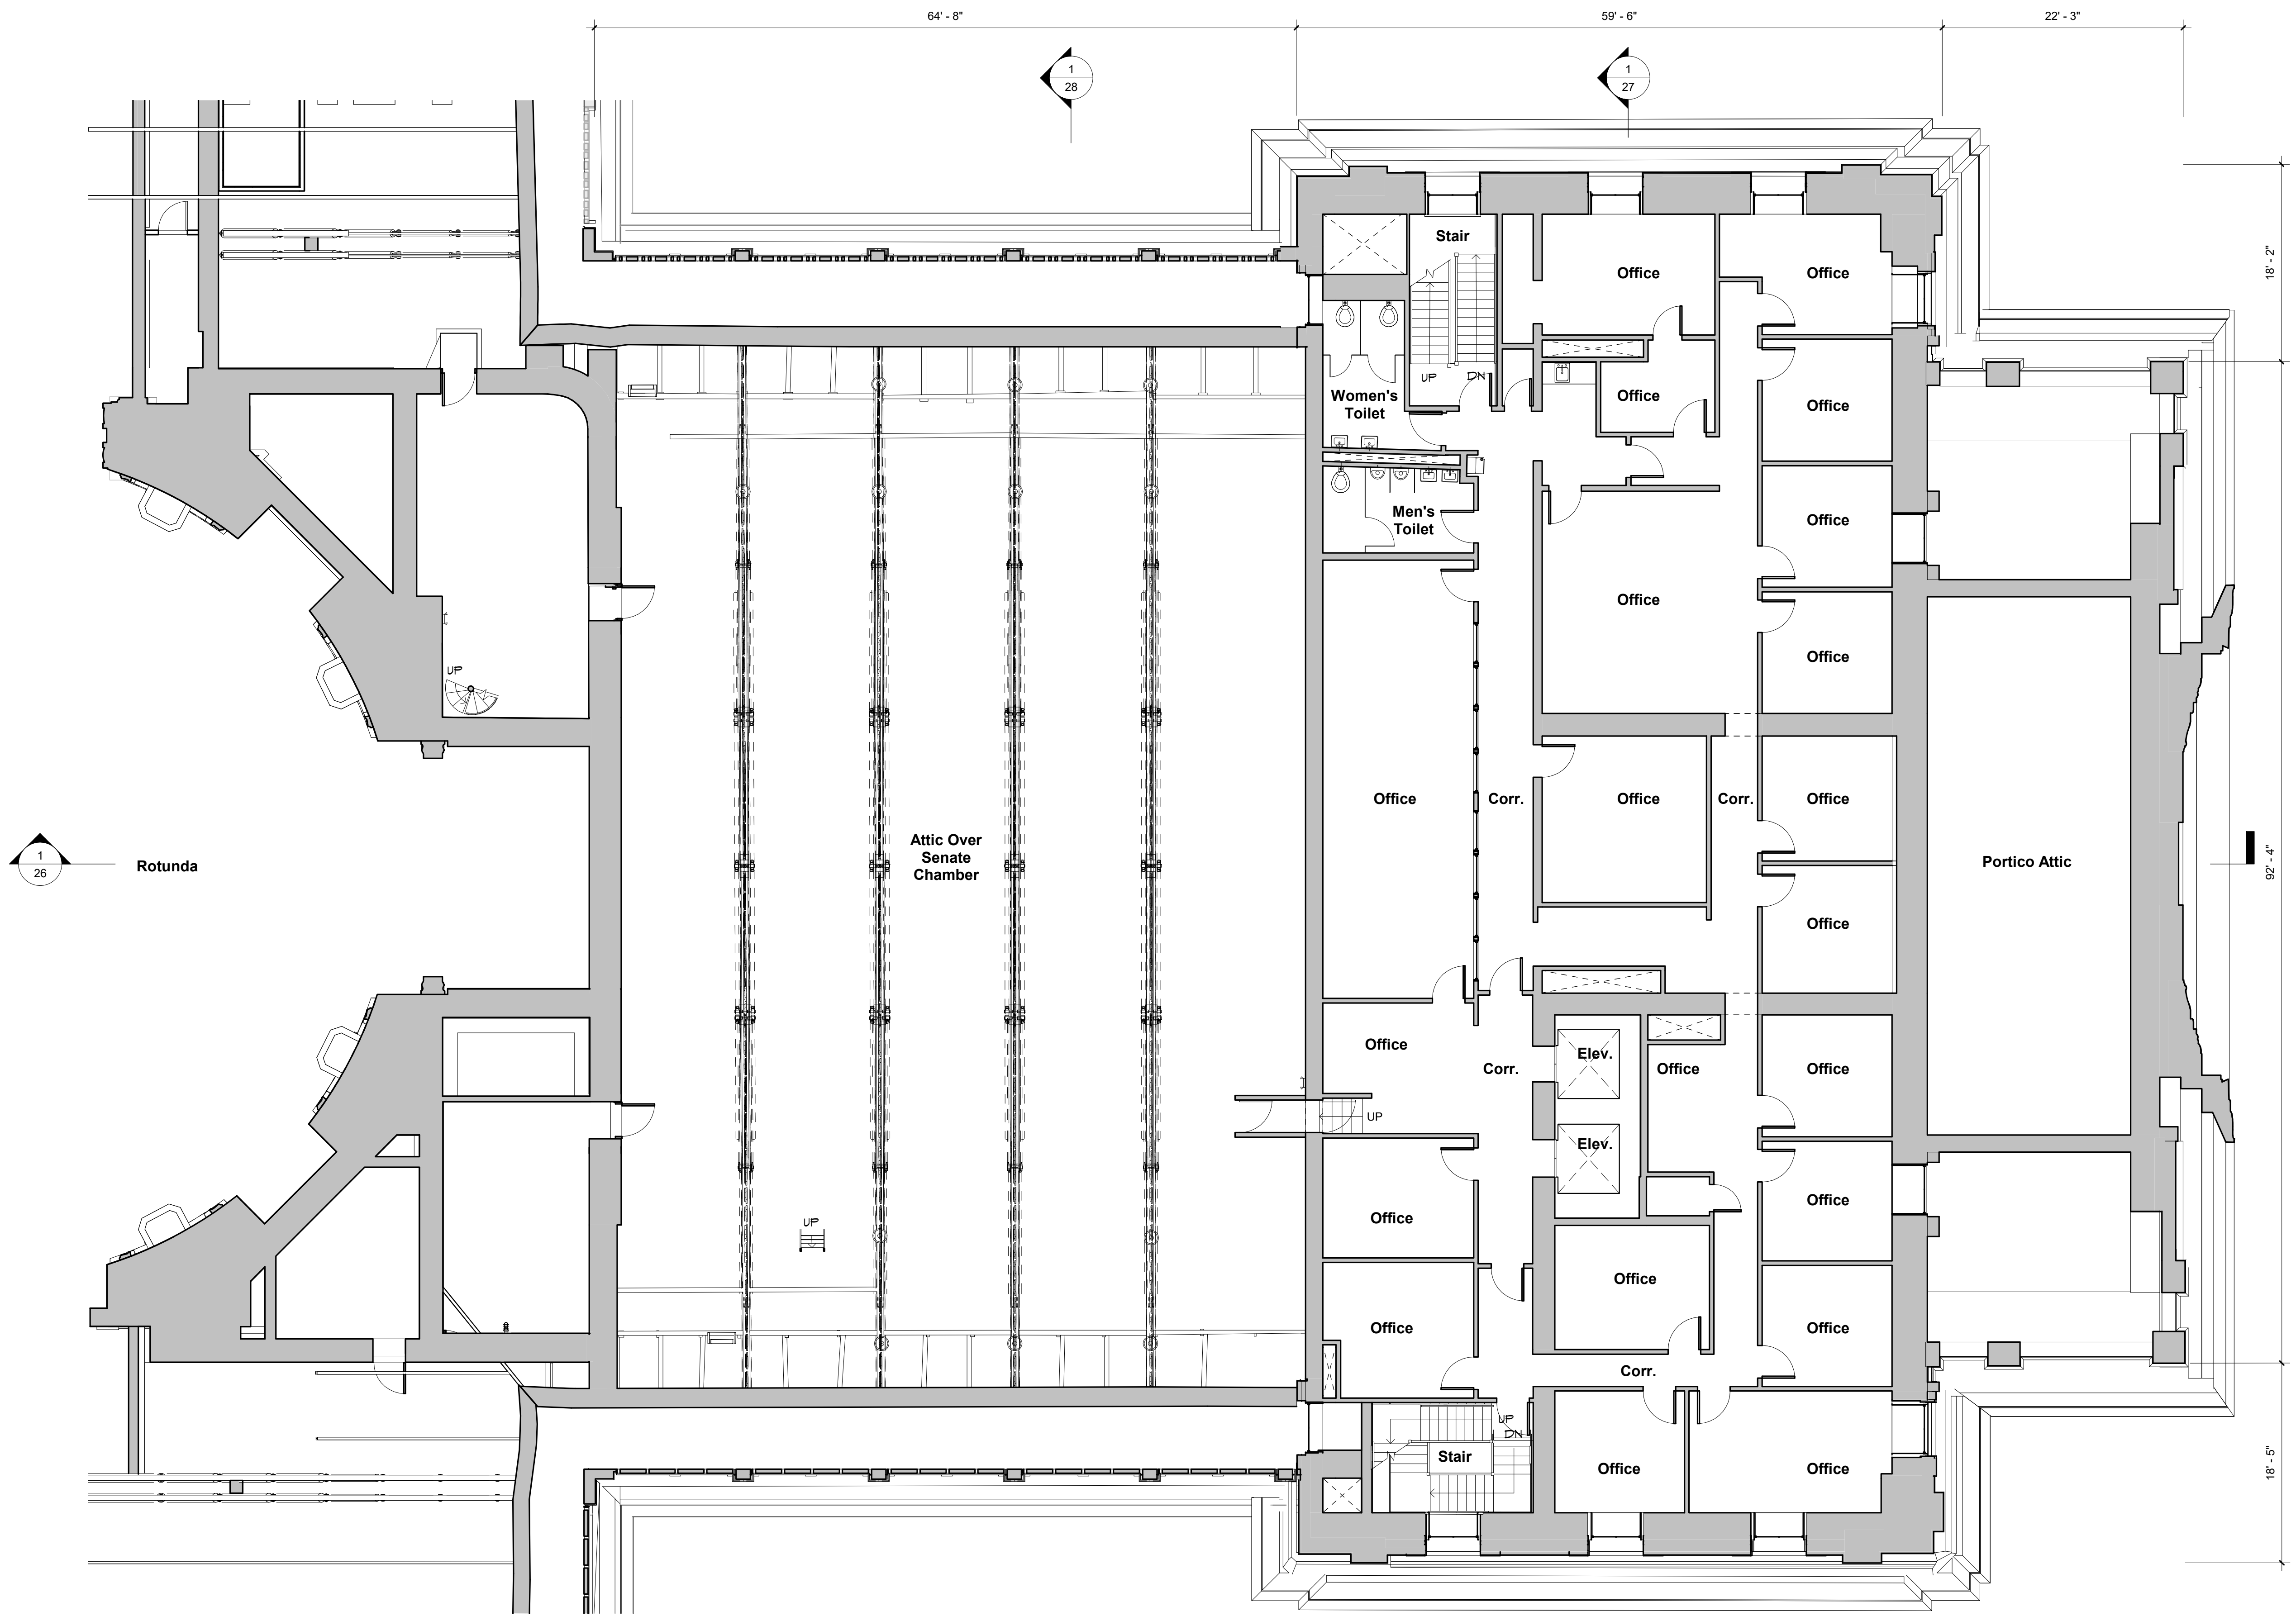 64' - 8"
59' - 6"
22' - 3"
1
28
1
27
18' - 2"
Stair
Office
Office
UP
DN
Women's
Toilet
Office
Office
Men's
Toilet
Office
Office
Office
UP
Office
Corr.
Office
Corr.
Office
Attic Over
Senate
Chamber
1
26
Rotunda
Portico Attic
92' - 4"
Office
Office
Corr.
Elev.
Office
Office
UP
Elev.
Office
UP
Office
Office
Office
Office
Corr.
UP
DN
Stair
Office
Office
18' - 5"